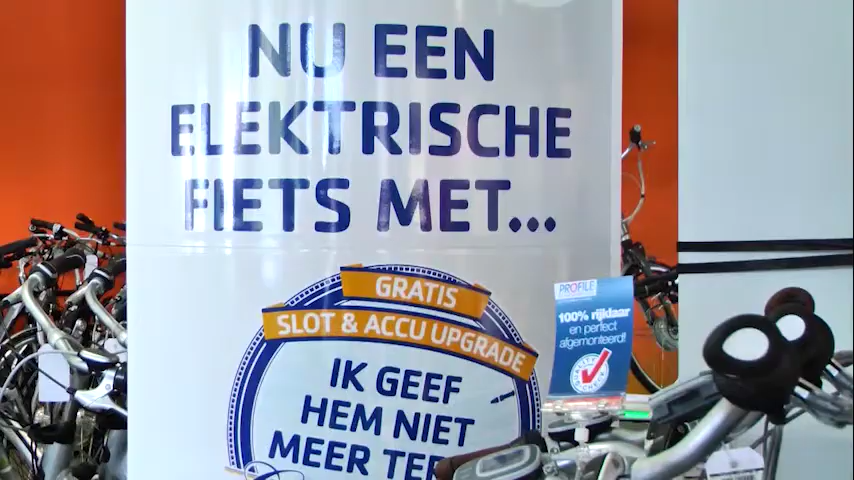 NU EEN
ELEKTRISCHE
FIETS MET...
GRATIS
SLOT & ACCU UPGRADE
IK GEEF
HEM NIET
MEER
PROFILE
100% rijklaar
en perfect
afgemonteerd!